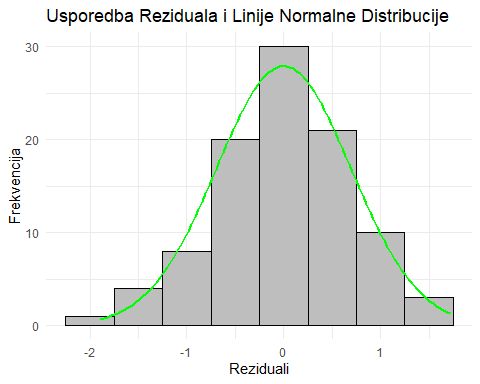 Usporedba Reziduala i Linije Normalne Distribucije
Frekvencija
30
20
10
0
-2 -1 0 1
Reziduali